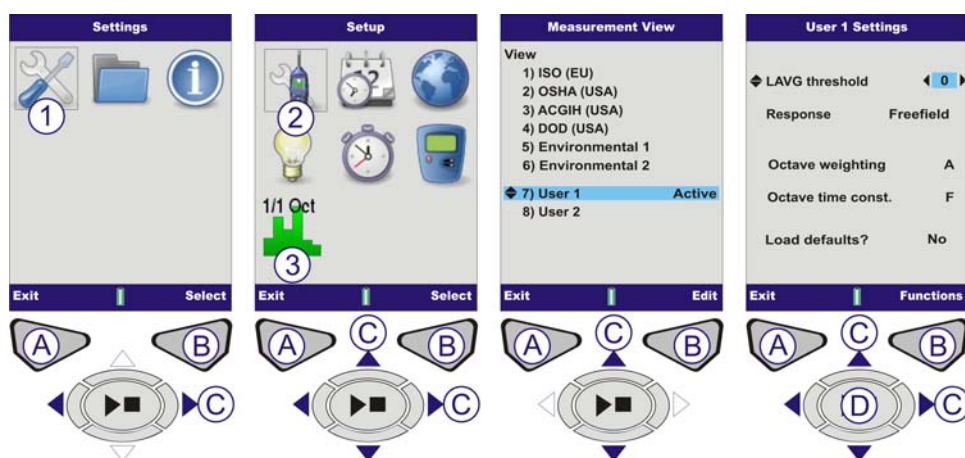 Settings
1
Exit
Select
A
B
C
Setup
12
2
1/1 Oct
3
Exit
Select
C
A
B
C
Measurement View
View
1) ISO (EU)
2) OSHA (USA)
3) ACGIH (USA)
4) DOD (USA)
5) Environmental 1
6) Environmental 2
7) User 1 Active
8) User 2
Exit
Edit
C
A
B
User 1 Settings
LAVG threshold 0
Response Freefield
Octave weighting A
Octave time const. F
Load defaults? No
Exit
Functions
C
A
B
D
C